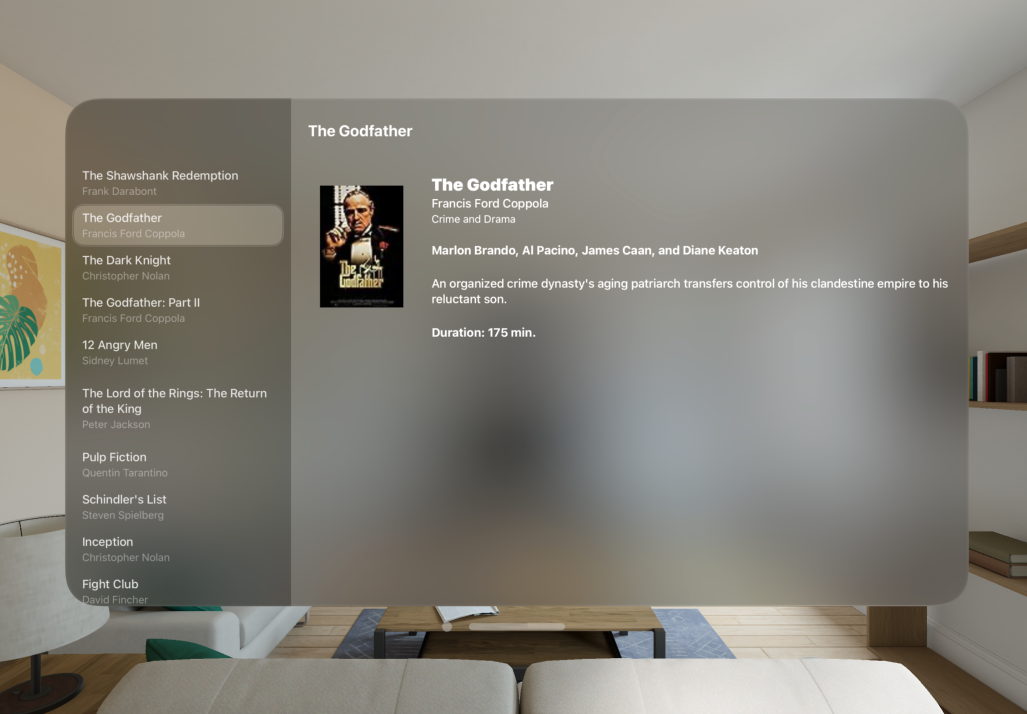 The Godfather
The Shawshank Redemption
Frank Darabont
The Godfather
Francis Ford Coppola
The Dark Knight
Christopher Nolan
The Godfather: Part II
Francis Ford Coppola
12 Angry Men
Sidney Lumet
The Lord of the Rings: The Return
of the King
Peter Jackson
Pulp Fiction
Quentin Tarantino
Schindler's List
Steven Spielberg
Inception
Christopher Nolan
Fight Club
David Fincher
The Godfather
The Godfather
Francis Ford Coppola
Crime and Drama
Marlon Brando, Al Pacino, James Caan, and Diane Keaton
An organized crime dynasty's aging patriarch transfers control of his clandestine empire to his
reluctant son.
Duration: 175 min.